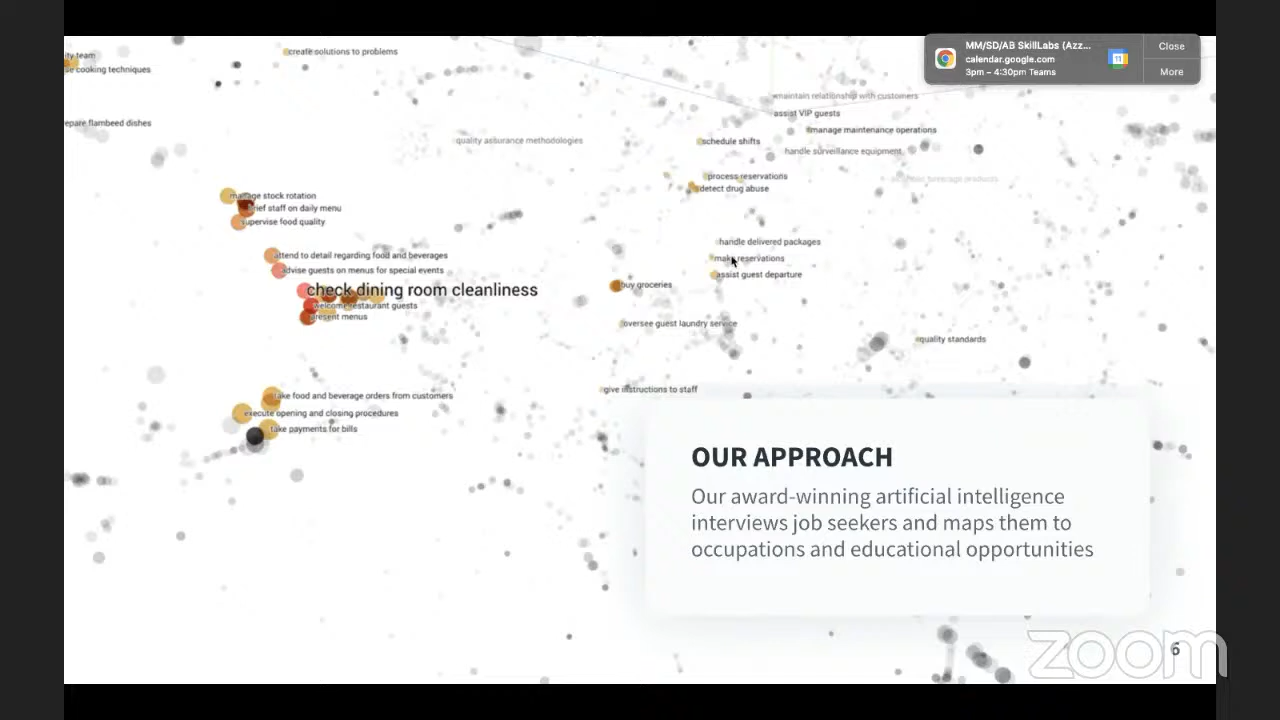 ity team
create solutions to problems
se cooking techniques
MM/SD/AB SkillLabs (Azz...
calendar.google.com
3pm – 4:30pm Teams
Close
More
11
maintain relationship with customers
assist VIP guests
epare flambeed dishes
manage maintenance operations
quality assurance methodologies
schedule shifts
handle surveillance equipment
process reservations
beverage products
detect drug abuse
manage stock rotation
brief staff on daily menu
supervise food quality
handle delivered packages
attend to detail regarding food and beverages
make reservations
advise guests on menus for special events
assist guest departure
check dining room cleanliness
buy groceries
welcome restaurant guests
present menus
oversee guest laundry service
quality standards
give instructions to staff
take food and beverage orders from customers
execute opening and closing procedures
take payments for bills
OUR APPROACH
Our award-winning artificial intelligence
interviews job seekers and maps them to
occupations and educational opportunities
6
zoom